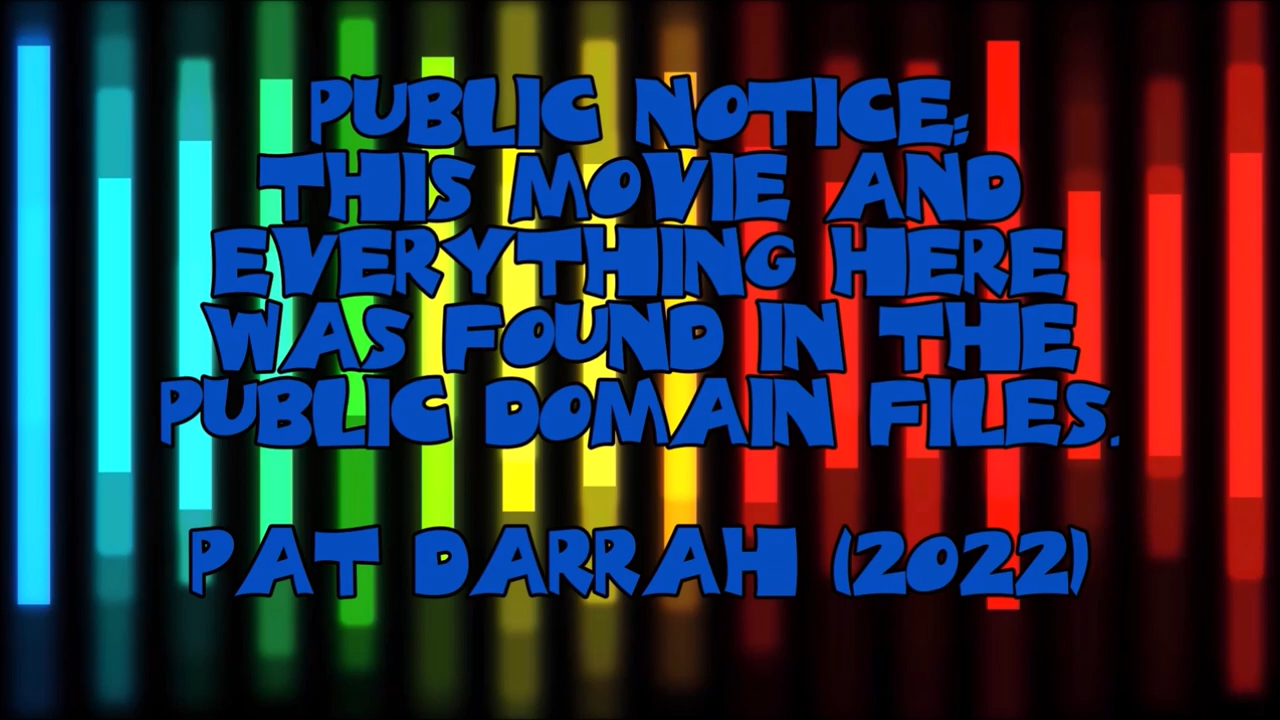 PUBLIC NOTICE:
THIS MOVIE AND
EVERYTHING HERE
WAS FOUND IN THE
PUBLIC DOMAIN FILES.
PAT DARRAH (2022)